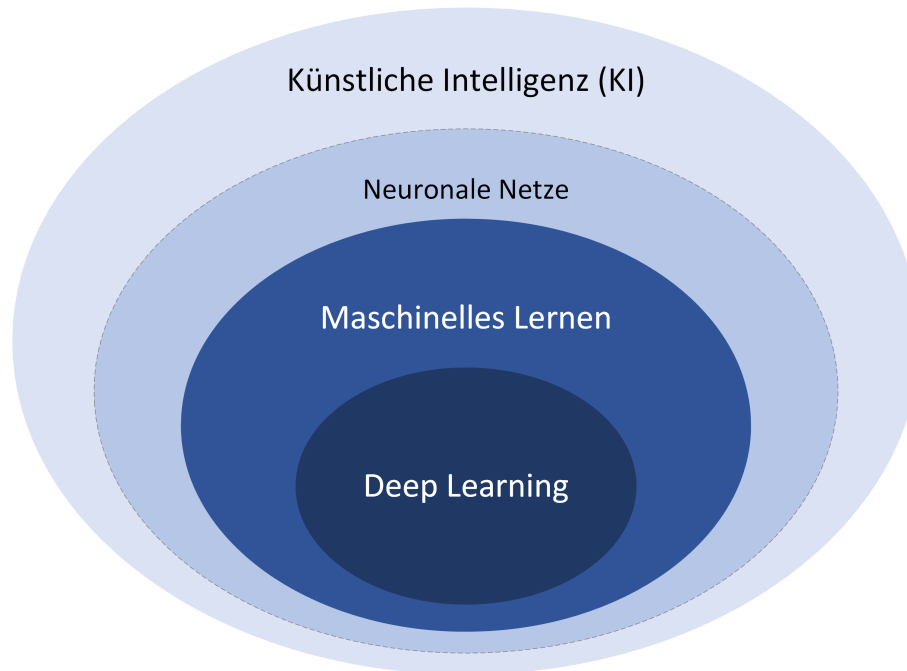 Künstliche Intelligenz (KI)
Neuronale Netze
Maschinelles Lernen
Deep Learning